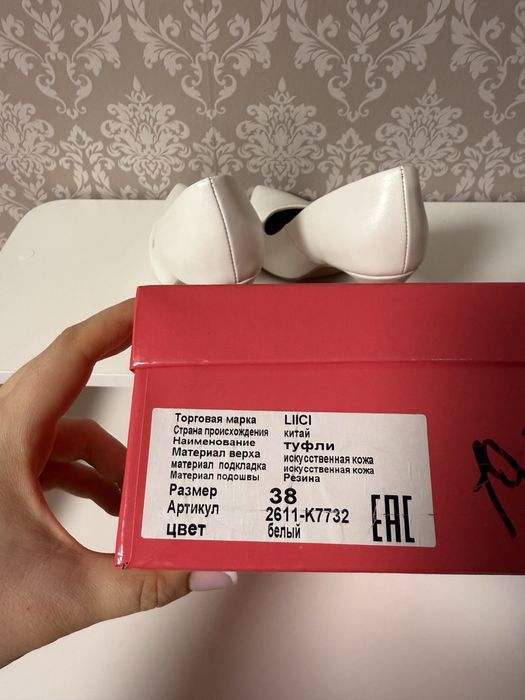 Торговая марка LIICI
Страна происхождения китай
Наименование туфли
Материал верха искусственная кожа
материал подкладка искусственная кожа
Материал подошвы Резина
Размер 38
Артикул 2611-K7732
цвет белый
EAC